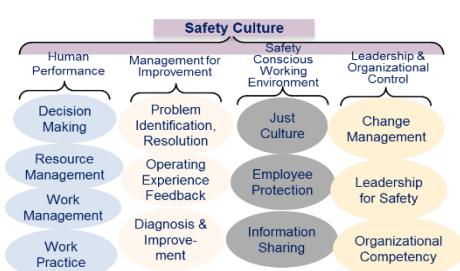 Safety Culture
Human
Performance
Management for
Improvement
Safety
Conscious
Working
Environment
Leadership &
Organizational
Control
Decision
Making
Resource
Management
Work
Management
Work
Practice
Problem
Identification,
Resolution
Operating
Experience
Feedback
Diagnosis &
Improve-
ment
Just
Culture
Employee
Protection
Information
Sharing
Change
Management
Leadership
for Safety
Organizational
Competency